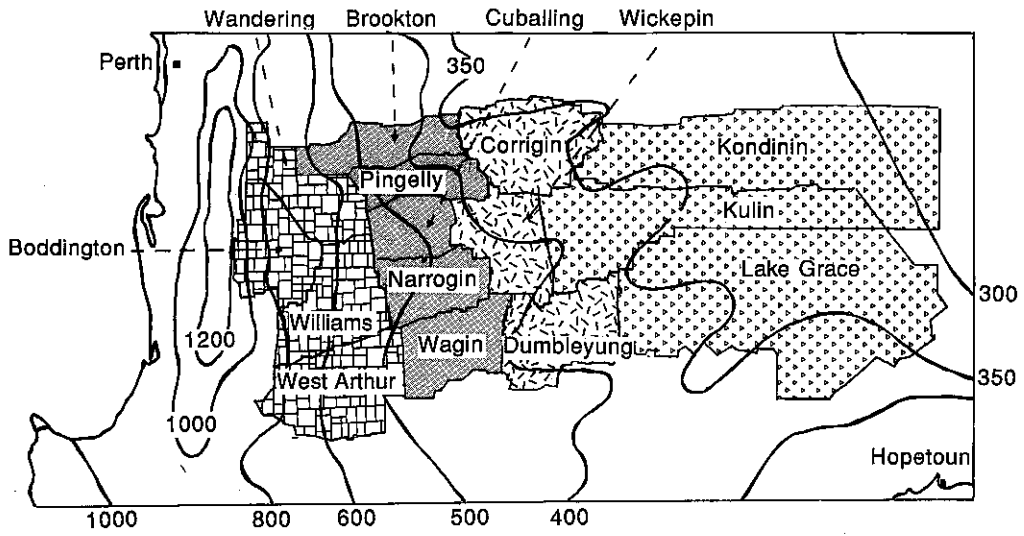 Wandering Brookton Cuballing Wickepin
Perth
350
Corrigin
Kondinin
Pingelly
Kulin
Boddington
Lake Grace
Narrogin
300
Williams
1200
Wagin
Dumbleyung
West Arthur
350
1000
Hopetoun
1000 800 600 500 400